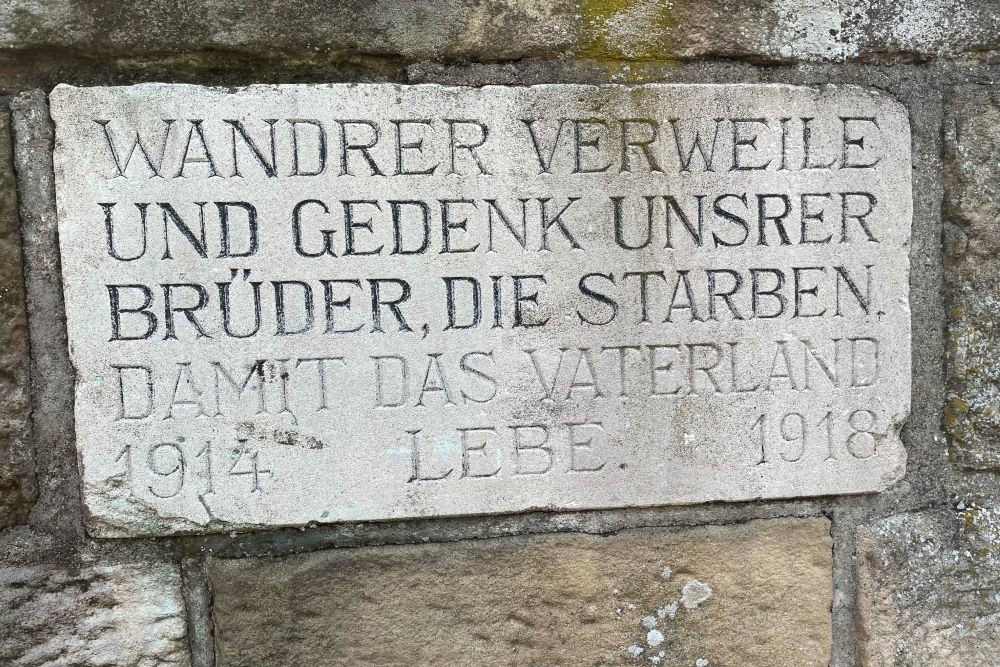 WANDRER VERWEILE
UND GEDENK UNSRER
BRÜDER, DIE STARBEN.
DAMIT DAS VATERLAND
1914 LEBE. 1918